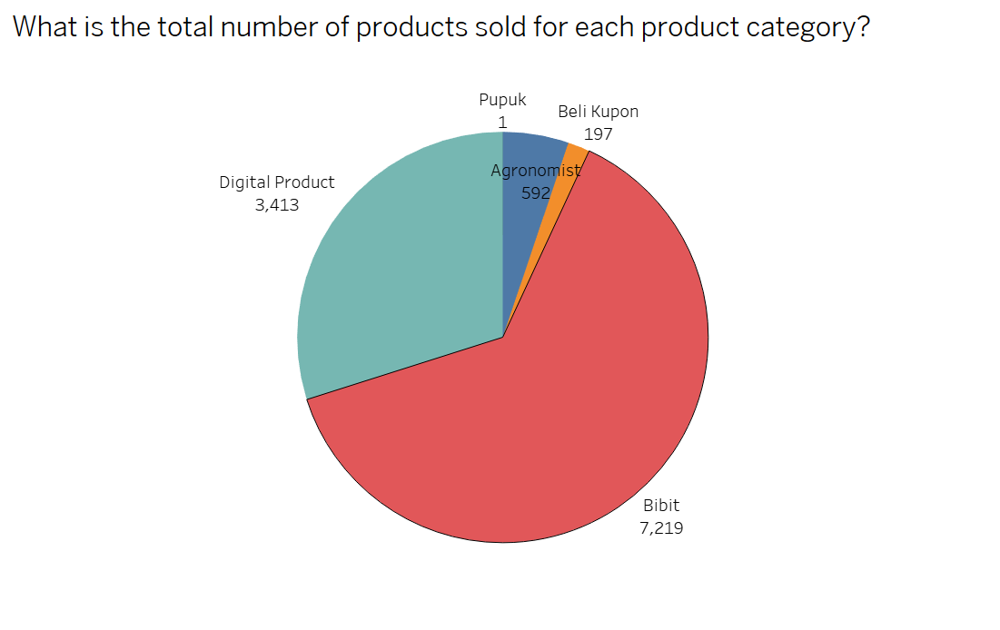 What is the total number of products sold for each product category?
Pupuk
1
Beli Kupon
197
Agronomist
592
Digital Product
3,413
Bibit
7,219